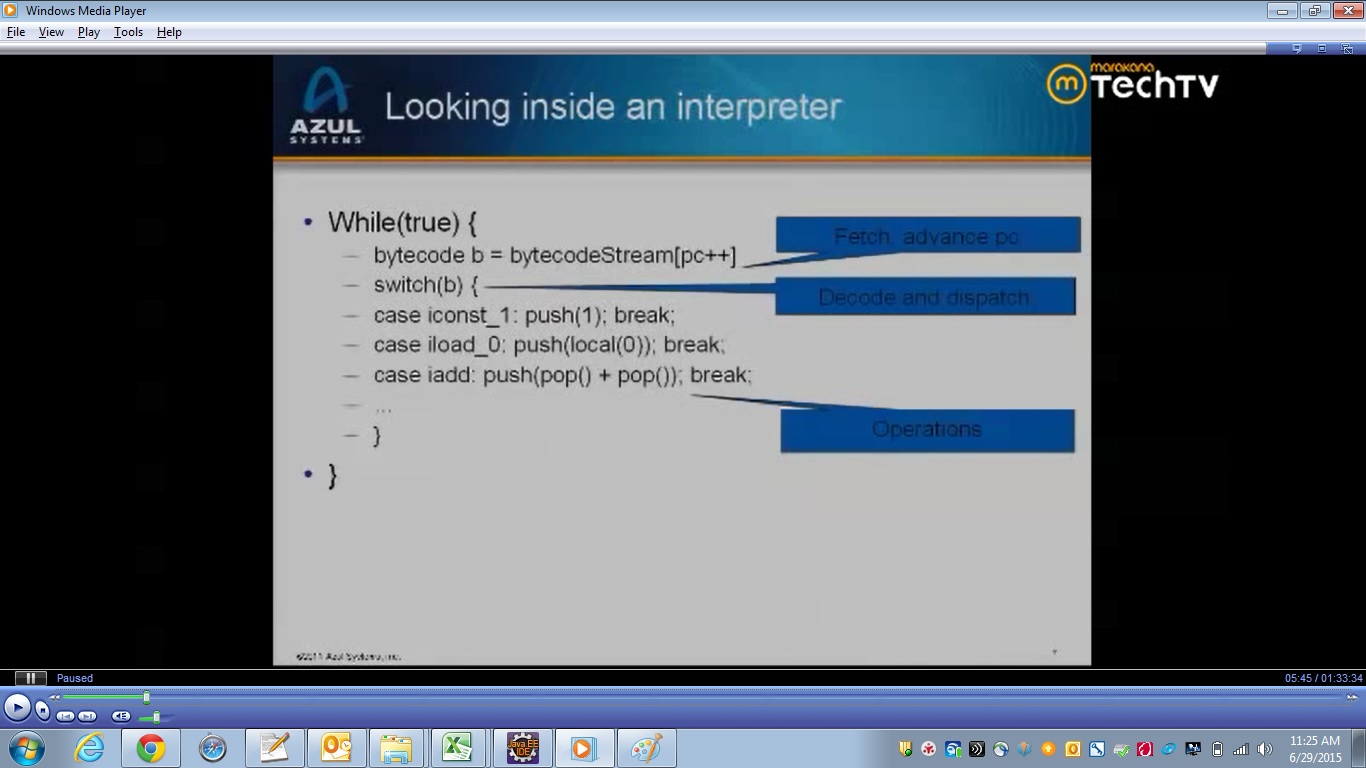 Windows Media Player
File View Play Tools Help
AZUL
SYSTEMS
Looking inside an interpreter
marakana
m TechTV
• While(true) {
– bytecode b = bytecodeStream[pc++]
Fetch, advance pc
– switch(b) {
Decode and dispatch
– case iconst_1: push(1); break;
– case iload_0: push(local(0)); break;
– case iadd: push(pop() + pop()); break;
– ...
Operations
– }
• }
©2011 Azul Systems, Inc.
Paused
05:45 / 01:33:34
Java EE
IDE
11:25 AM
6/29/2015